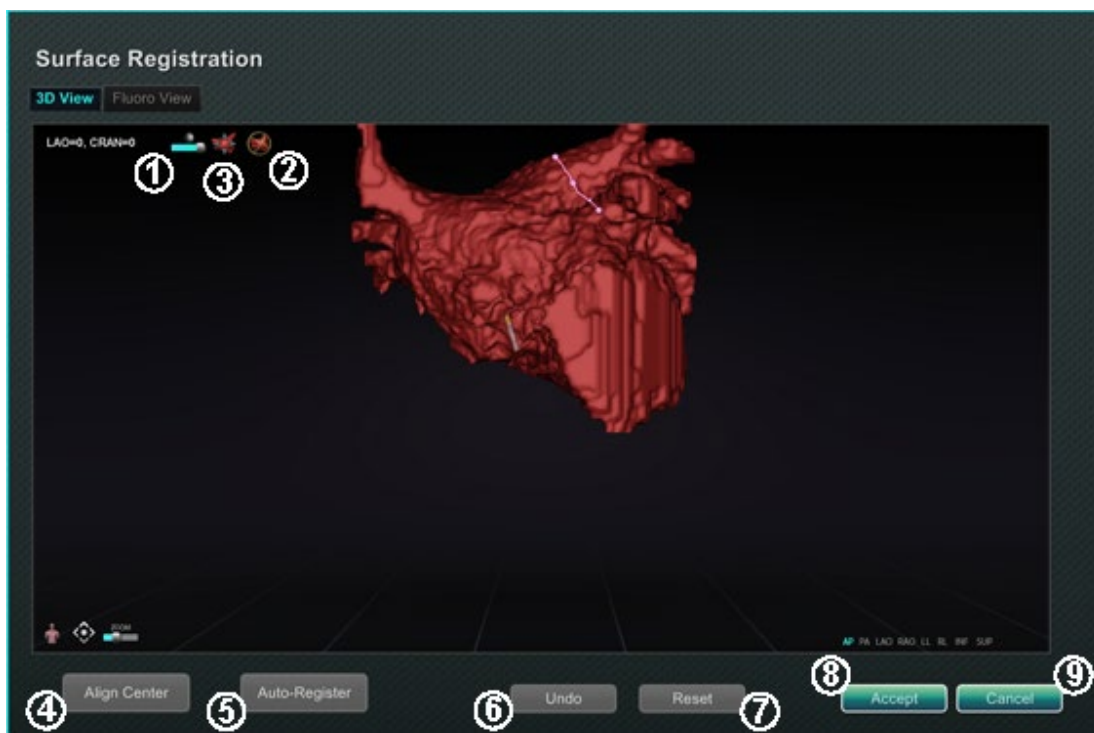 Surface Registration
3D View Fluoro View
LAO=0, CRAN=0
① ③ ②
ZOOM
AP PA LAO RAO LL RL INF SUP
Align Center Auto-Register Undo Reset Accept Cancel
④ ⑤ ⑥ ⑦ ⑧ ⑨